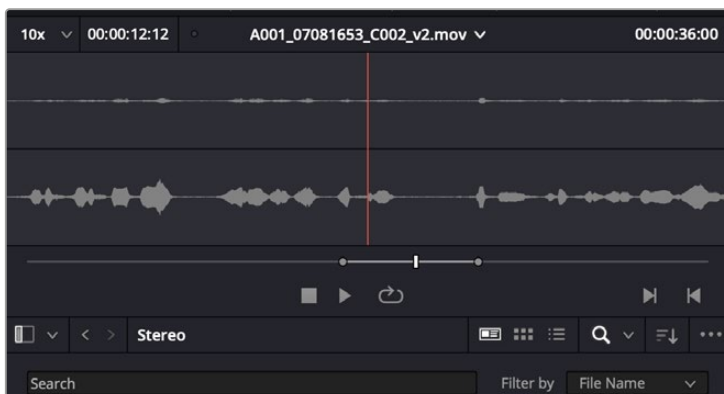 10x 00:00:12:12 A001_07081653_C002_v2.mov 00:00:36:00
Stereo
Search Filter by File Name